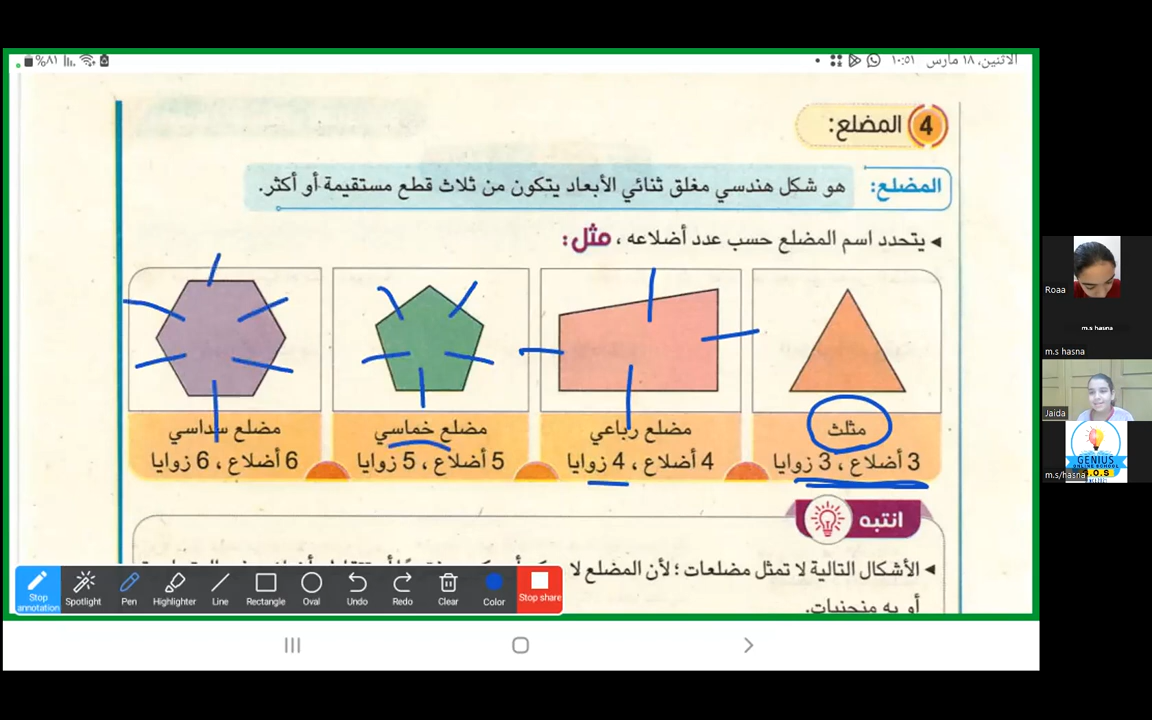 ٨١% الاثنين، ١٨ مارس ١٠:٥١
4 المضلع:
المضلع: هو شكل هندسي مغلق ثنائي الأبعاد يتكون من ثلاث قطع مستقيمة أو أكثر.
◂ يتحدد اسم المضلع حسب عدد أضلاعه ، مثل:
مثلث
3 أضلاع ، 3 زوايا
مضلع رباعي
4 أضلاع ، 4 زوايا
مضلع خماسي
5 أضلاع ، 5 زوايا
مضلع سداسي
6 أضلاع ، 6 زوايا
انتبه
◂ الأشكال التالية لا تمثل مضلعات ؛ لأن المضلع لا
أو به منحنيات.
Stop annotation
Spotlight
Pen
Highlighter
Line
Rectangle
Oval
Undo
Redo
Clear
Color
Stop share
Roaa
m.s hasna
m.s hasna
Jaida
GENIUS
ONLINE SCHOOL
G.O.S
m.s/hasna